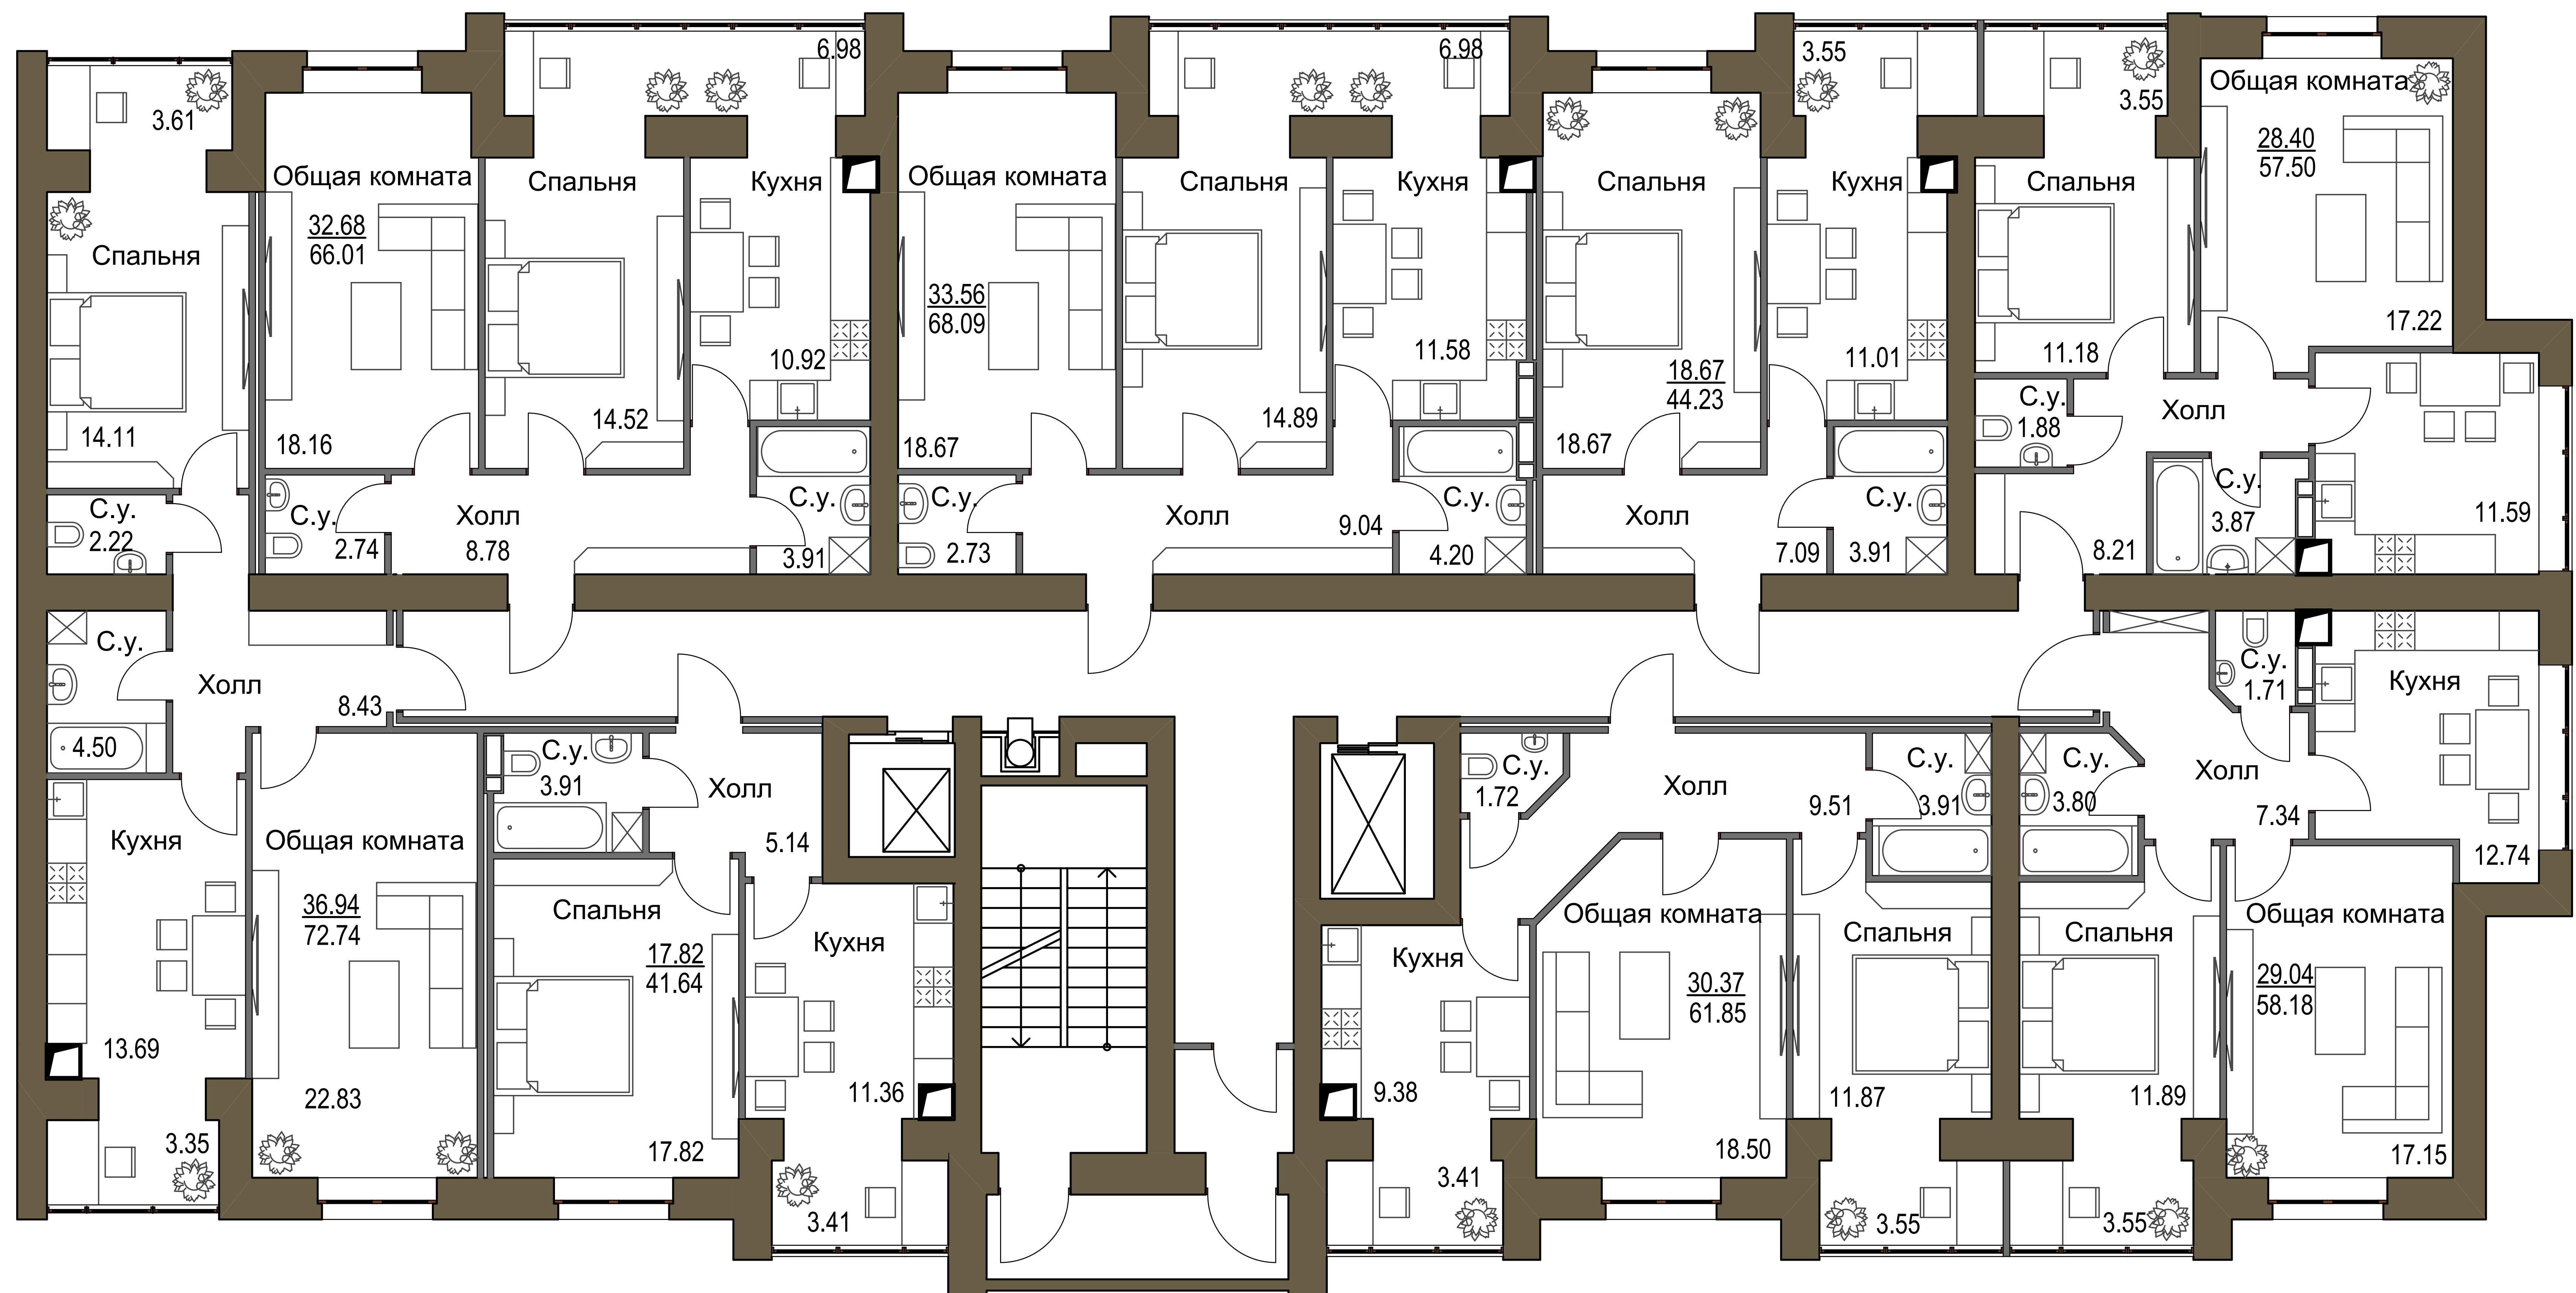 3.61
Спальня
14.11
С.у.
2.22
Общая комната
32.68
66.01
18.16
6.98
Спальня
14.52
Кухня
10.92
С.у.
2.74
Холл
8.78
С.у.
3.91
Общая комната
33.56
68.09
18.67
6.98
Спальня
14.89
Кухня
11.58
С.у.
2.73
Холл
9.04
С.у.
4.20
Спальня
18.67
44.23
18.67
3.55
Кухня
11.01
Холл
7.09
С.у.
3.91
3.55
Спальня
11.18
Общая комната
28.40
57.50
17.22
С.у.
1.88
Холл
8.21
С.у.
3.87
11.59
С.у.
4.50
Холл
8.43
Кухня
13.69
3.35
Общая комната
36.94
72.74
22.83
С.у.
3.91
Холл
5.14
Спальня
17.82
41.64
17.82
Кухня
11.36
3.41
С.у.
1.72
Холл
9.51
С.у.
3.91
Кухня
9.38
3.41
Общая комната
30.37
61.85
18.50
Спальня
11.87
3.55
С.у.
1.71
Кухня
12.74
С.у.
3.80
Холл
7.34
Спальня
11.89
3.55
Общая комната
29.04
58.18
17.15